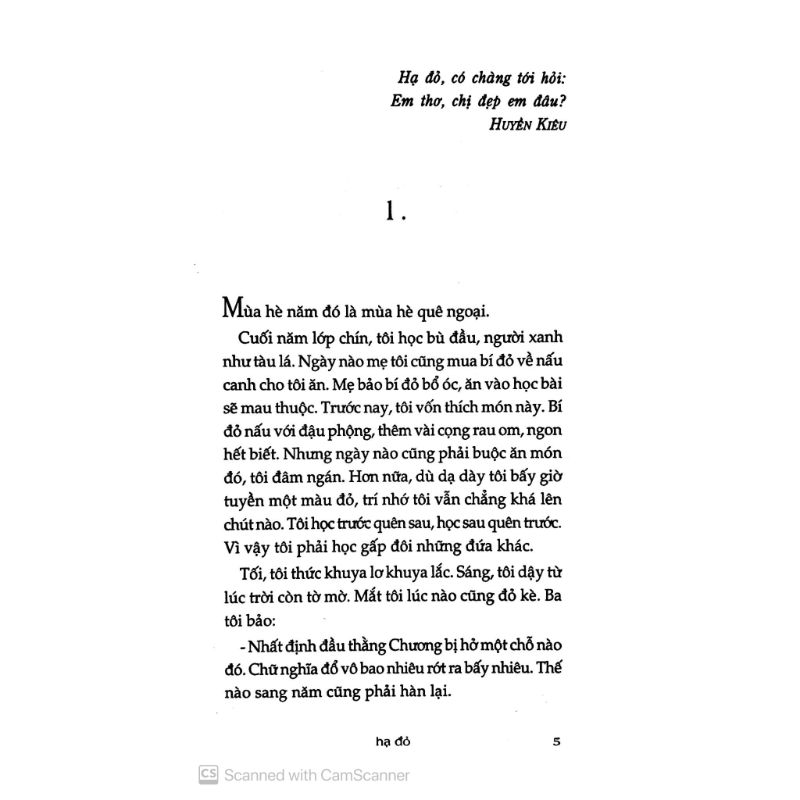 Hạ đỏ, có chàng tới hỏi:
Em thơ, chị đẹp em đâu?
HUYỀN KIÊU
1.
Mùa hè năm đó là mùa hè quê ngoại.
Cuối năm lớp chín, tôi học bù đầu, người xanh
như tàu lá. Ngày nào mẹ tôi cũng mua bí đỏ về nấu
canh cho tôi ăn. Mẹ bảo bí đỏ bổ óc, ăn vào học bài
sẽ mau thuộc. Trước nay, tôi vốn thích món này. Bí
đỏ nấu với đậu phộng, thêm vài cọng rau om, ngon
hết biết. Nhưng ngày nào cũng phải buộc ăn món
đó, tôi đâm ngán. Hơn nữa, dù dạ dày tôi bấy giờ
tuyền một màu đỏ, trí nhớ tôi vẫn chẳng khá lên
chút nào. Tôi học trước quên sau, học sau quên trước.
Vì vậy tôi phải học gấp đôi những đứa khác.
Tối, tôi thức khuya lơ khuya lắc. Sáng, tôi dậy từ
lúc trời còn tờ mờ. Mắt tôi lúc nào cũng đỏ kè. Ba
tôi bảo:
- Nhất định đầu thằng Chương bị hở một chỗ nào
đó. Chữ nghĩa đổ vô bao nhiêu rót ra bấy nhiêu. Thế
nào sang năm cũng phải hàn lại.
hạ đỏ 5
CS Scanned with CamScanner